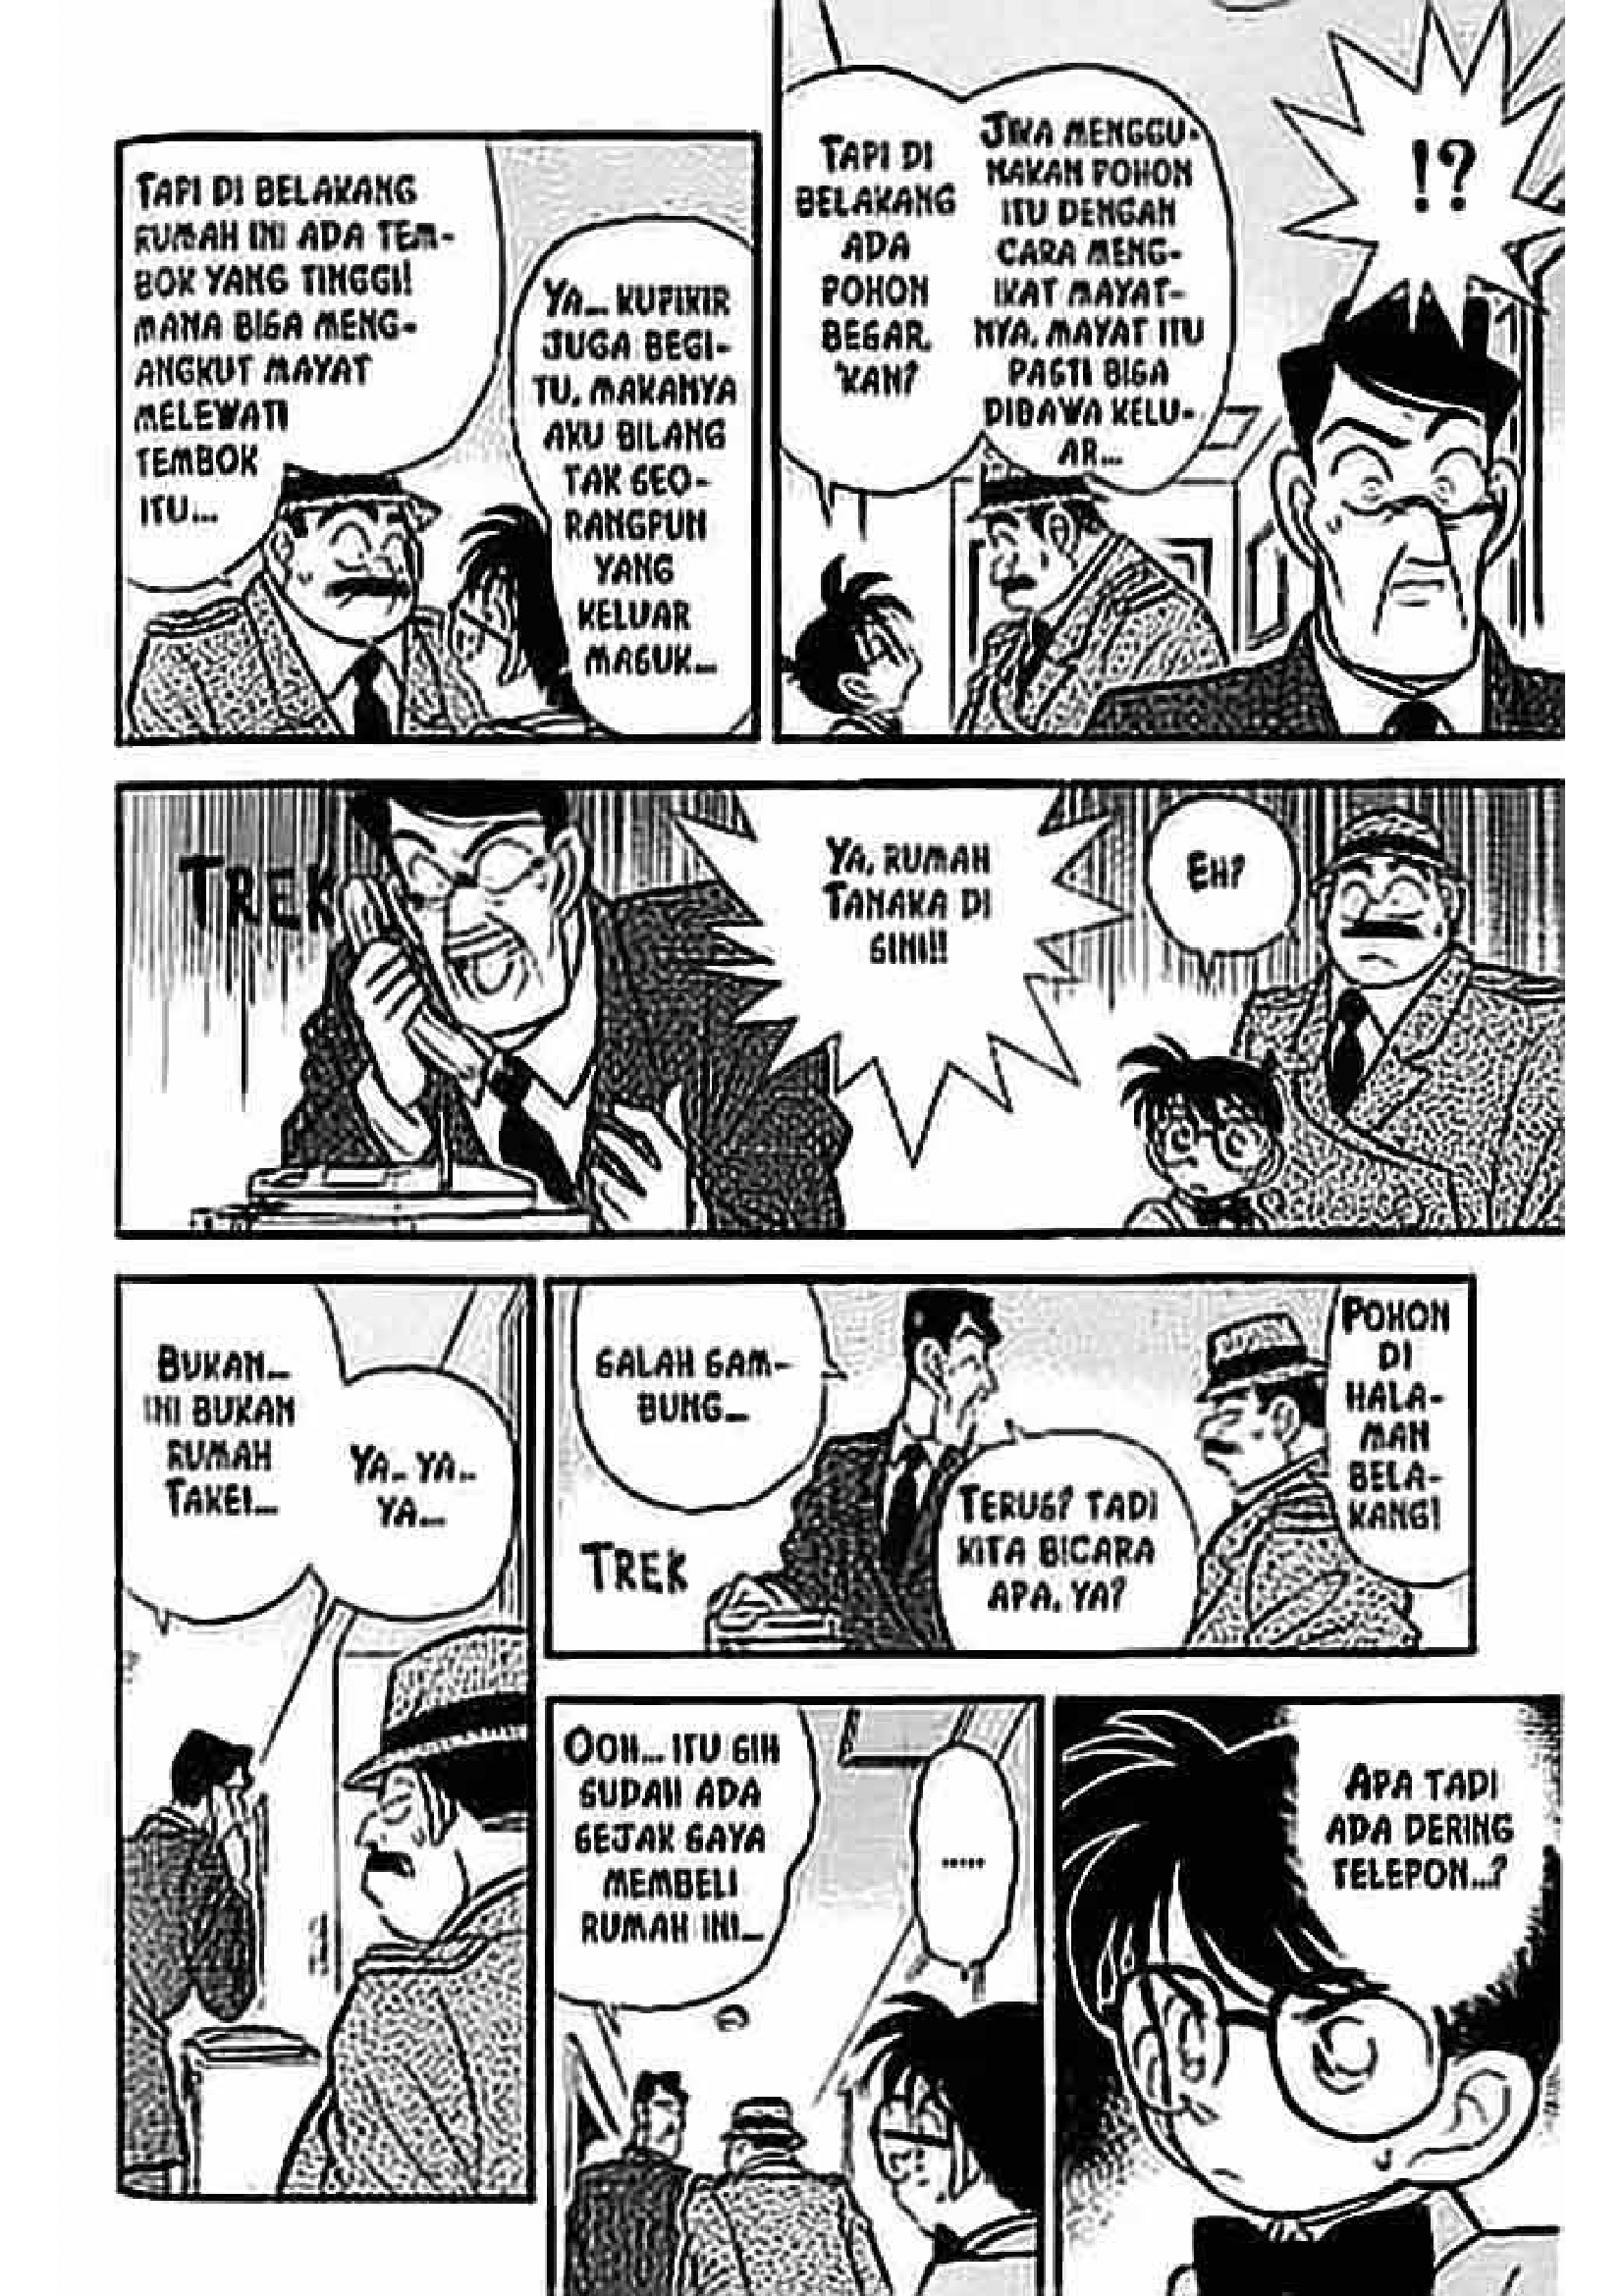 TAPI DI BELAKANG
RUMAH INI ADA TEM-
BOK YANG TINGGI!
MANA BISA MENG-
ANGKUT MAYAT
MELEWATI
TEMBOK
ITU...
YA... KUPIKIR
JUGA BEGI-
TU, MAKANYA
AKU BILANG
TAK SEO-
RANGPUN
YANG
KELUAR
MASUK...
TAPI DI
BELAKANG
ADA
POHON
BESAR,
'KAN?
JIKA MENGGU-
NAKAN POHON
ITU DENGAN
CARA MENG-
IKAT MAYAT-
NYA, MAYAT ITU
PASTI BISA
DIBAWA KELU-
AR...
!?
TREK
YA, RUMAH
TANAKA DI
SINI!!
EH?
BUKAN...
INI BUKAN
RUMAH
TAKEI...
YA.. YA..
YA...
SALAH SAM-
BUNG...
TREK
TERUS? TADI
KITA BICARA
APA, YA?
POHON
DI
HALA-
MAN
BELA-
KANG!
OOH... ITU SIH
SUDAH ADA
SEJAK SAYA
MEMBELI
RUMAH INI...
.....
APA TADI
ADA DERING
TELEPON...?